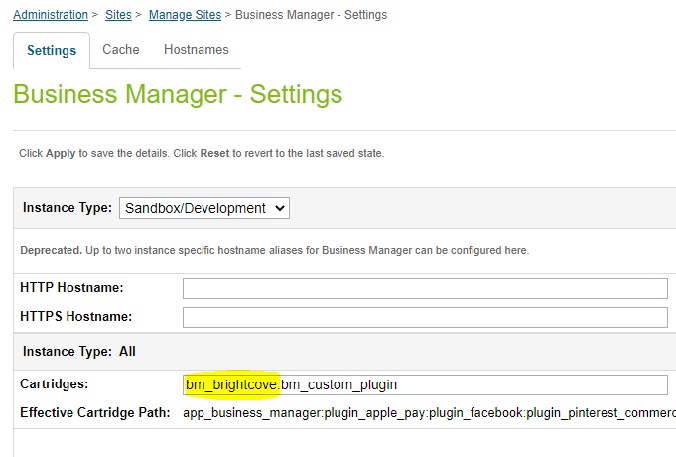 Administration > Sites > Manage Sites > Business Manager - Settings
Settings Cache Hostnames
Business Manager - Settings
Click Apply to save the details. Click Reset to revert to the last saved state.
Instance Type: Sandbox/Development
Deprecated. Up to two instance specific hostname aliases for Business Manager can be configured here.
HTTP Hostname:
HTTPS Hostname:
Instance Type: All
Cartridges: bm_brightcove:bm_custom_plugin
Effective Cartridge Path: app_business_manager:plugin_apple_pay:plugin_facebook:plugin_pinterest_commerc